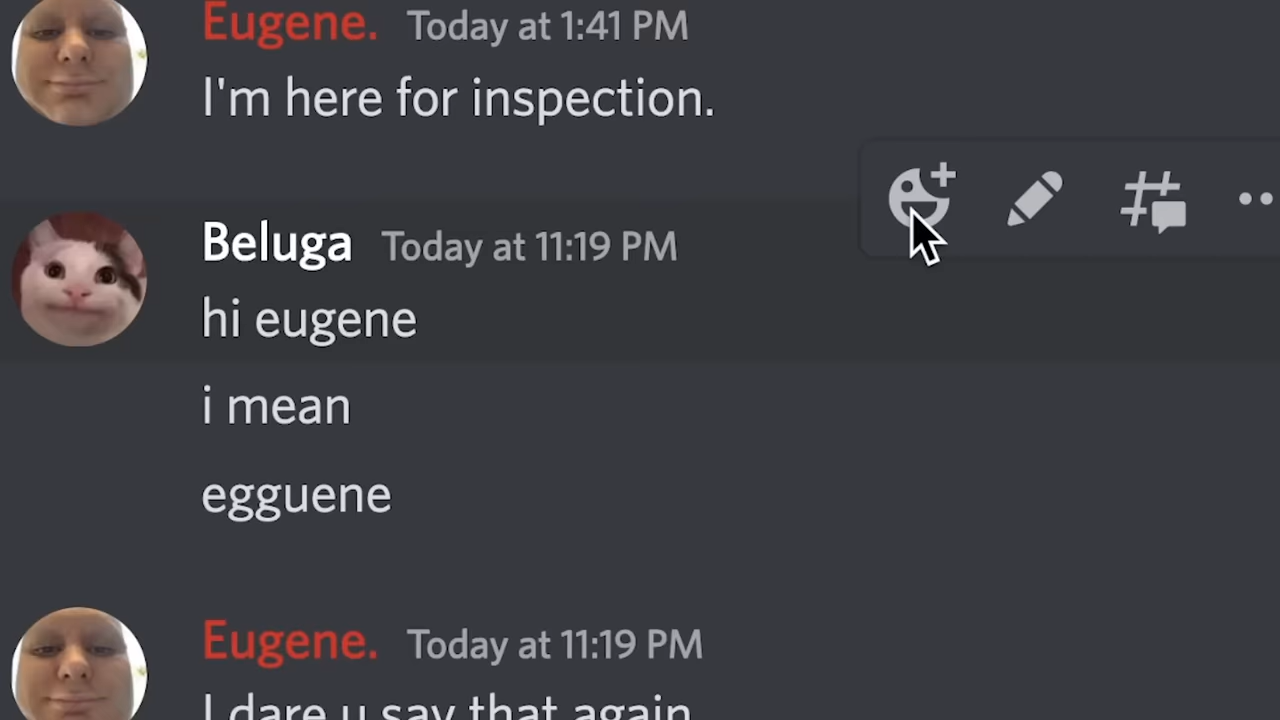 Eugene. Today at 1:41 PM
I'm here for inspection.
Beluga Today at 11:19 PM
hi eugene
i mean
egguene
Eugene. Today at 11:19 PM
I dare u say that again